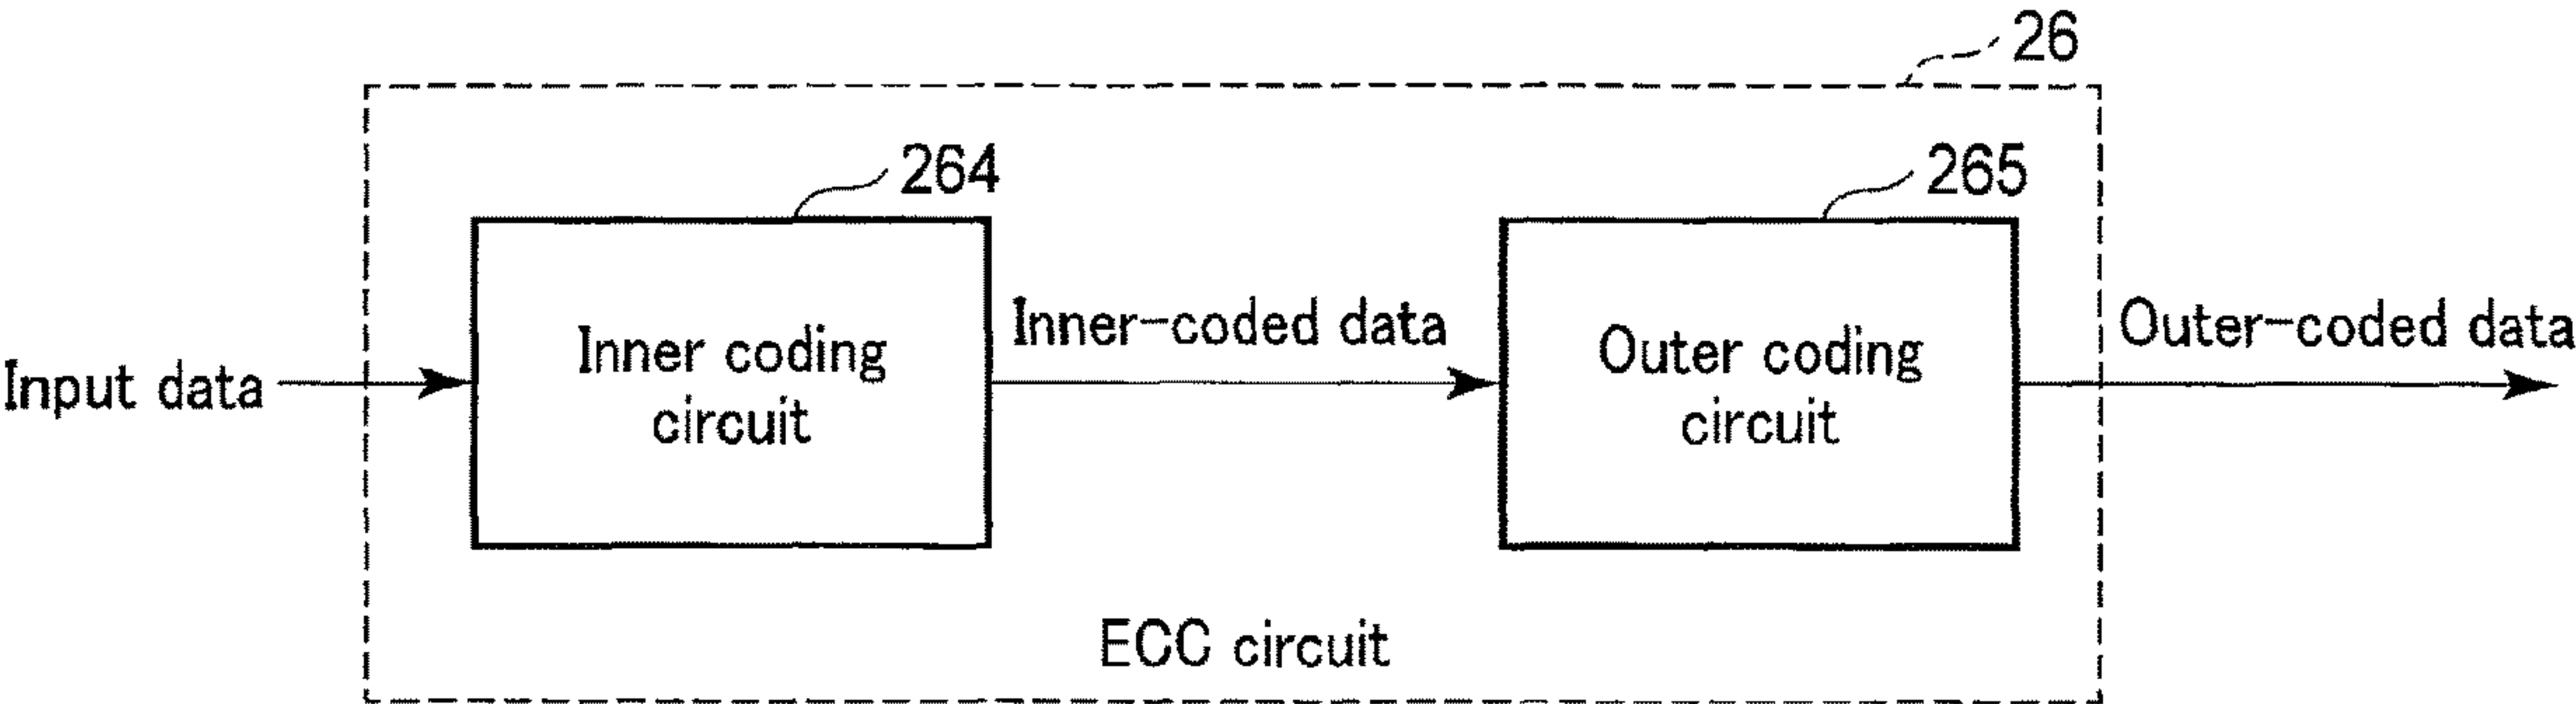 26
264
265
Input data
Inner coding
circuit
Inner-coded data
Outer coding
circuit
Outer-coded data
ECC circuit